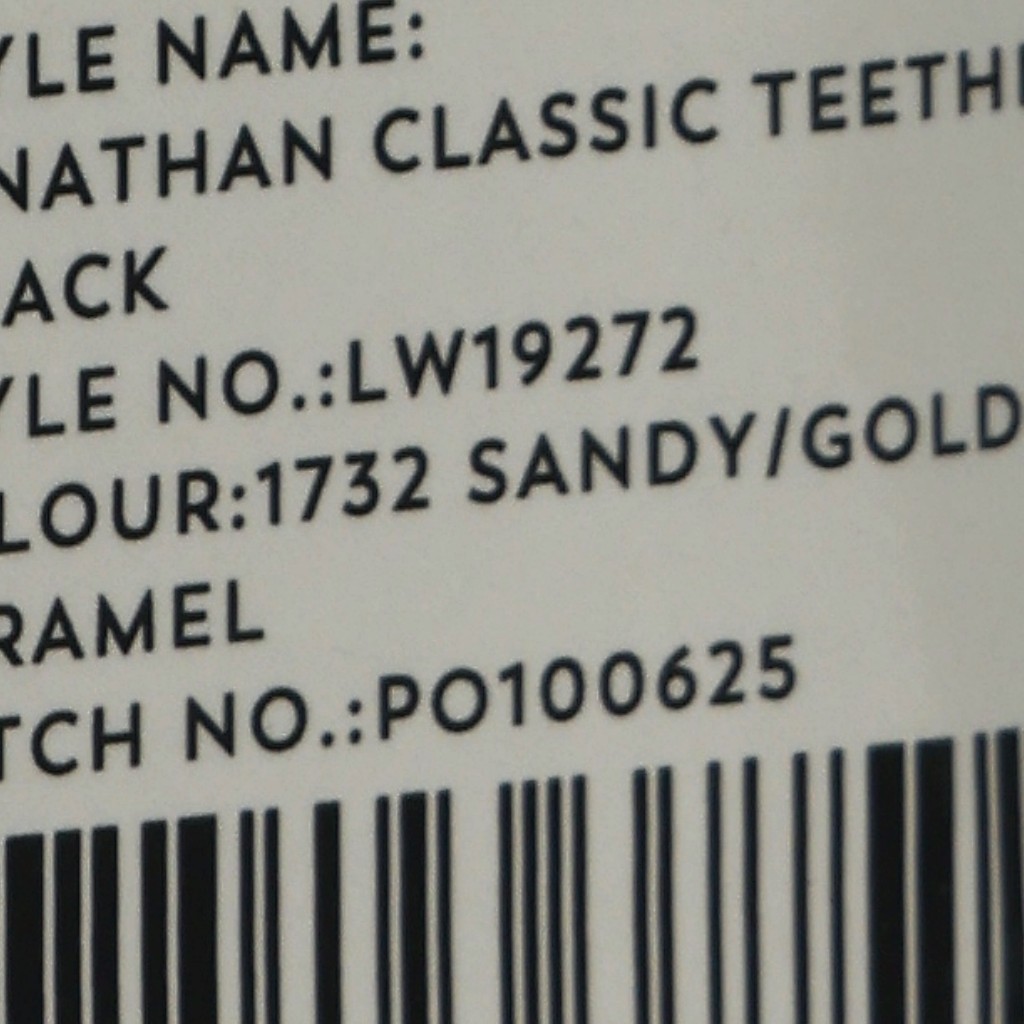 YLE NAME:
NATHAN CLASSIC TEETH
ACK
YLE NO.:LW19272
LOUR:1732 SANDY/GOLD
RAMEL
TCH NO.:PO100625